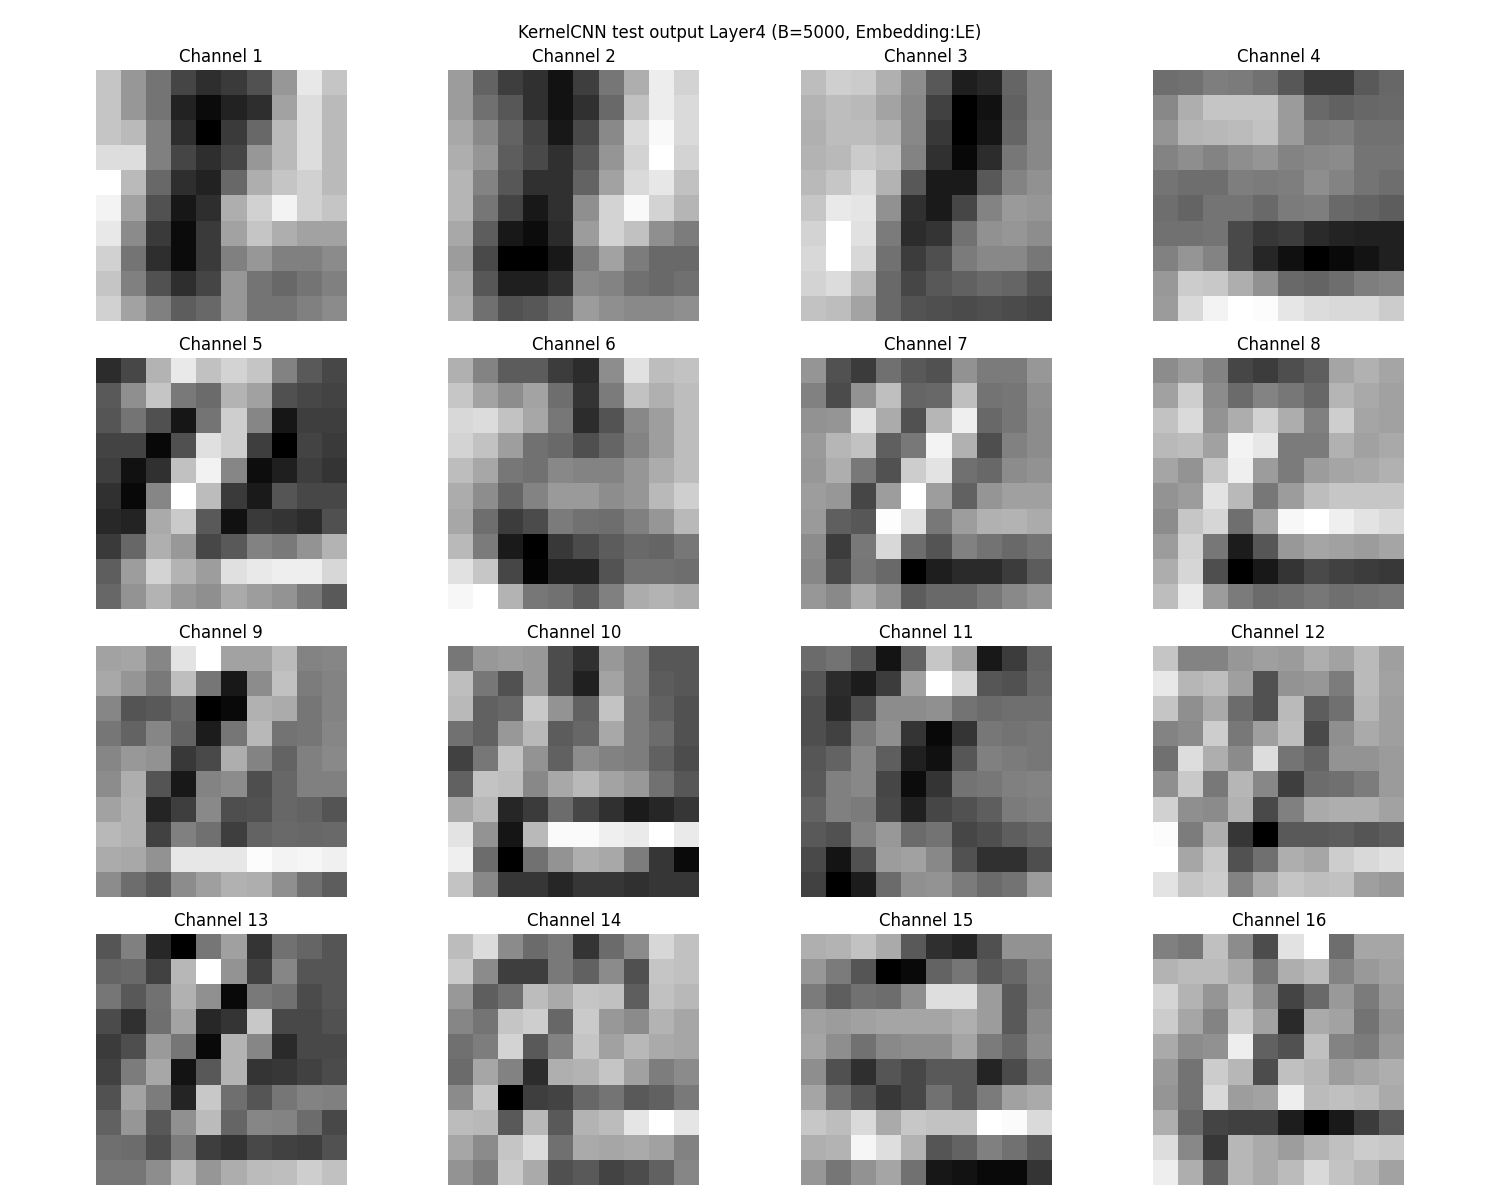 KernelCNN test output Layer4 (B=5000, Embedding:LE)
Channel 1 Channel 2 Channel 3 Channel 4
Channel 5 Channel 6 Channel 7 Channel 8
Channel 9 Channel 10 Channel 11 Channel 12
Channel 13 Channel 14 Channel 15 Channel 16